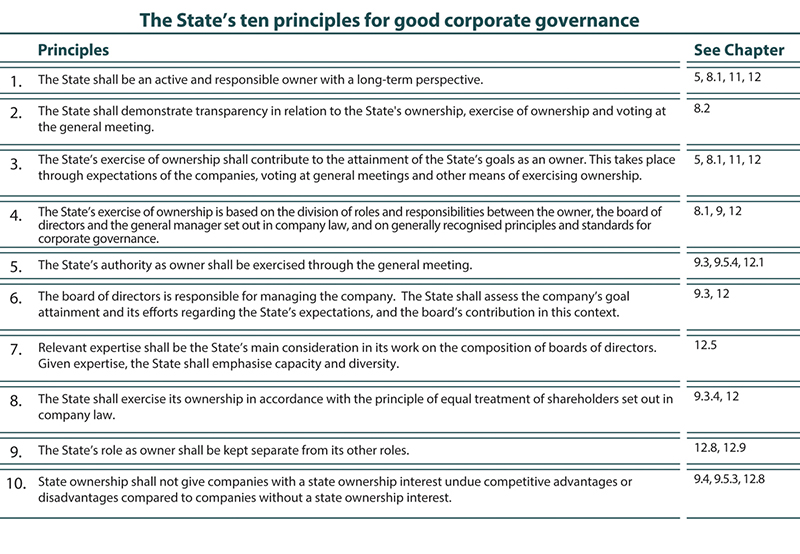 The State’s ten principles for good corporate governance
Principles See Chapter
1. The State shall be an active and responsible owner with a long-term perspective. 5, 8.1, 11, 12
2. The State shall demonstrate transparency in relation to the State's ownership, exercise of ownership and voting at 8.2
the general meeting.
3. The State’s exercise of ownership shall contribute to the attainment of the State’s goals as an owner. This takes place 5, 8.1, 11, 12
through expectations of the companies, voting at general meetings and other means of exercising ownership.
4. The State’s exercise of ownership is based on the division of roles and responsibilities between the owner, the board of 8.1, 9, 12
directors and the general manager set out in company law, and on generally recognised principles and standards for
corporate governance.
5. The State’s authority as owner shall be exercised through the general meeting. 9.3, 9.5.4, 12.1
6. The board of directors is responsible for managing the company. The State shall assess the company’s goal 9.3, 12
attainment and its efforts regarding the State’s expectations, and the board’s contribution in this context.
7. Relevant expertise shall be the State’s main consideration in its work on the composition of boards of directors. 12.5
Given expertise, the State shall emphasise capacity and diversity.
8. The State shall exercise its ownership in accordance with the principle of equal treatment of shareholders set out in 9.3.4, 12
company law.
9. The State’s role as owner shall be kept separate from its other roles. 12.8, 12.9
10. State ownership shall not give companies with a state ownership interest undue competitive advantages or 9.4, 9.5.3, 12.8
disadvantages compared to companies without a state ownership interest.